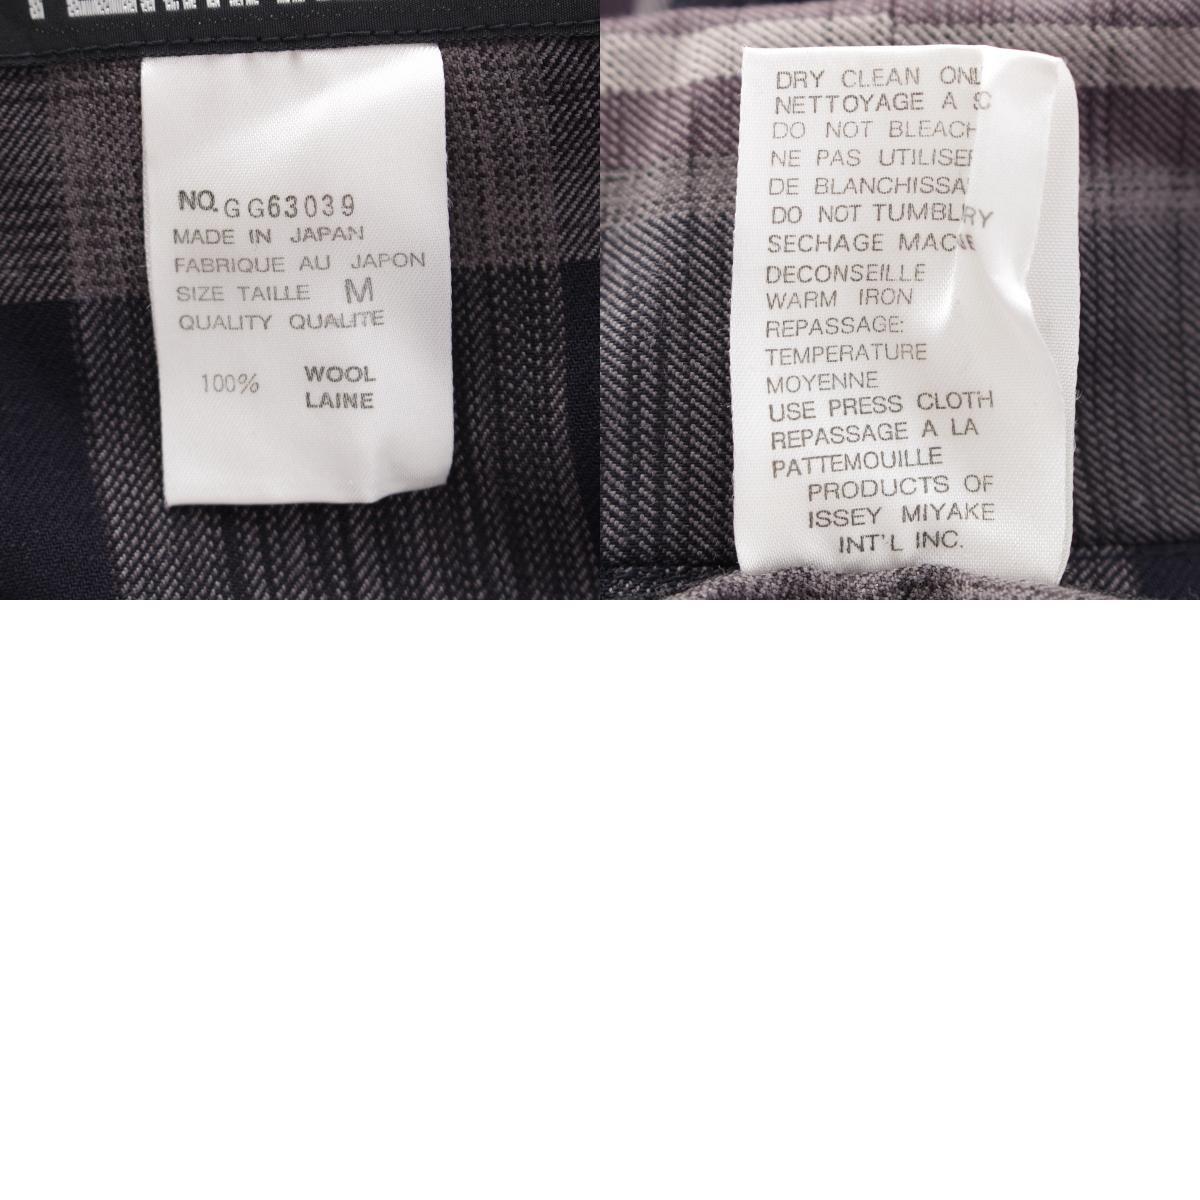 NO. GG63039
MADE IN JAPAN
FABRIQUE AU JAPON
SIZE TAILLE M
QUALITY QUALITE
100% WOOL
LAINE
DRY CLEAN ONL
NETTOYAGE A S
DO NOT BLEACH
NE PAS UTILISER
DE BLANCHISSA
DO NOT
SECHAGE
DECONSEILLE
WARM IRON
REPASSAGE:
TEMPERATURE
MOYENNE
USE PRESS CLOTH
REPASSAGE A LA
PATTEMOUILLE
PRODUCTS OF
ISSEY MIYAKE
INT'L INC.